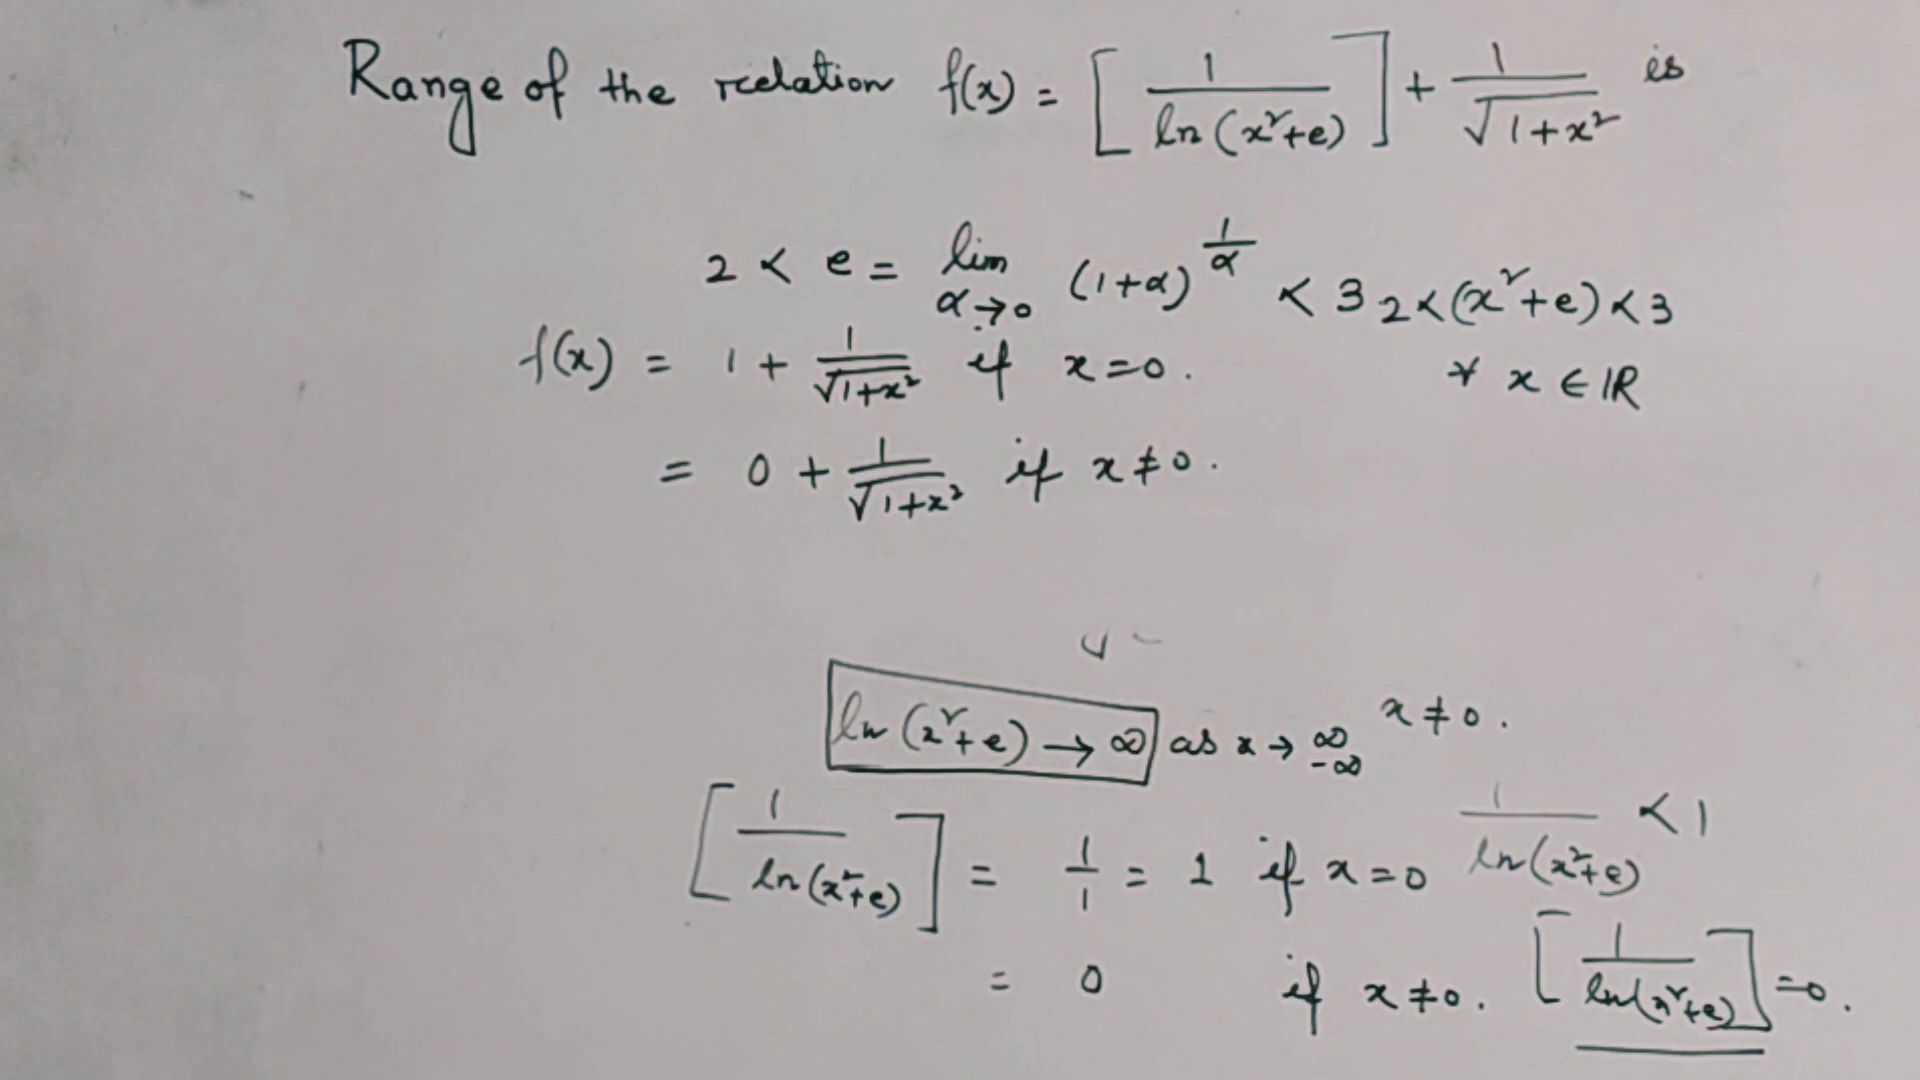 Range of the relation f(x) = [1/ln(x²+e)] + 1/√(1+x²) is
2 < e = lim α→0 (1+α)^(1/α) < 3 2<(x²+e)<3
f(x) = 1 + 1/√(1+x²) if x=0. ∀ x ∈ ℝ
= 0 + 1/√(1+x²) if x≠0.
ln(x²+e) → ∞ as x → ∞ -∞ x≠0.
[1/ln(x²+e)] = 1/1 = 1 if x=0 1/ln(x²+e) < 1
= 0 if x≠0. [1/ln(x²+e)] =0.